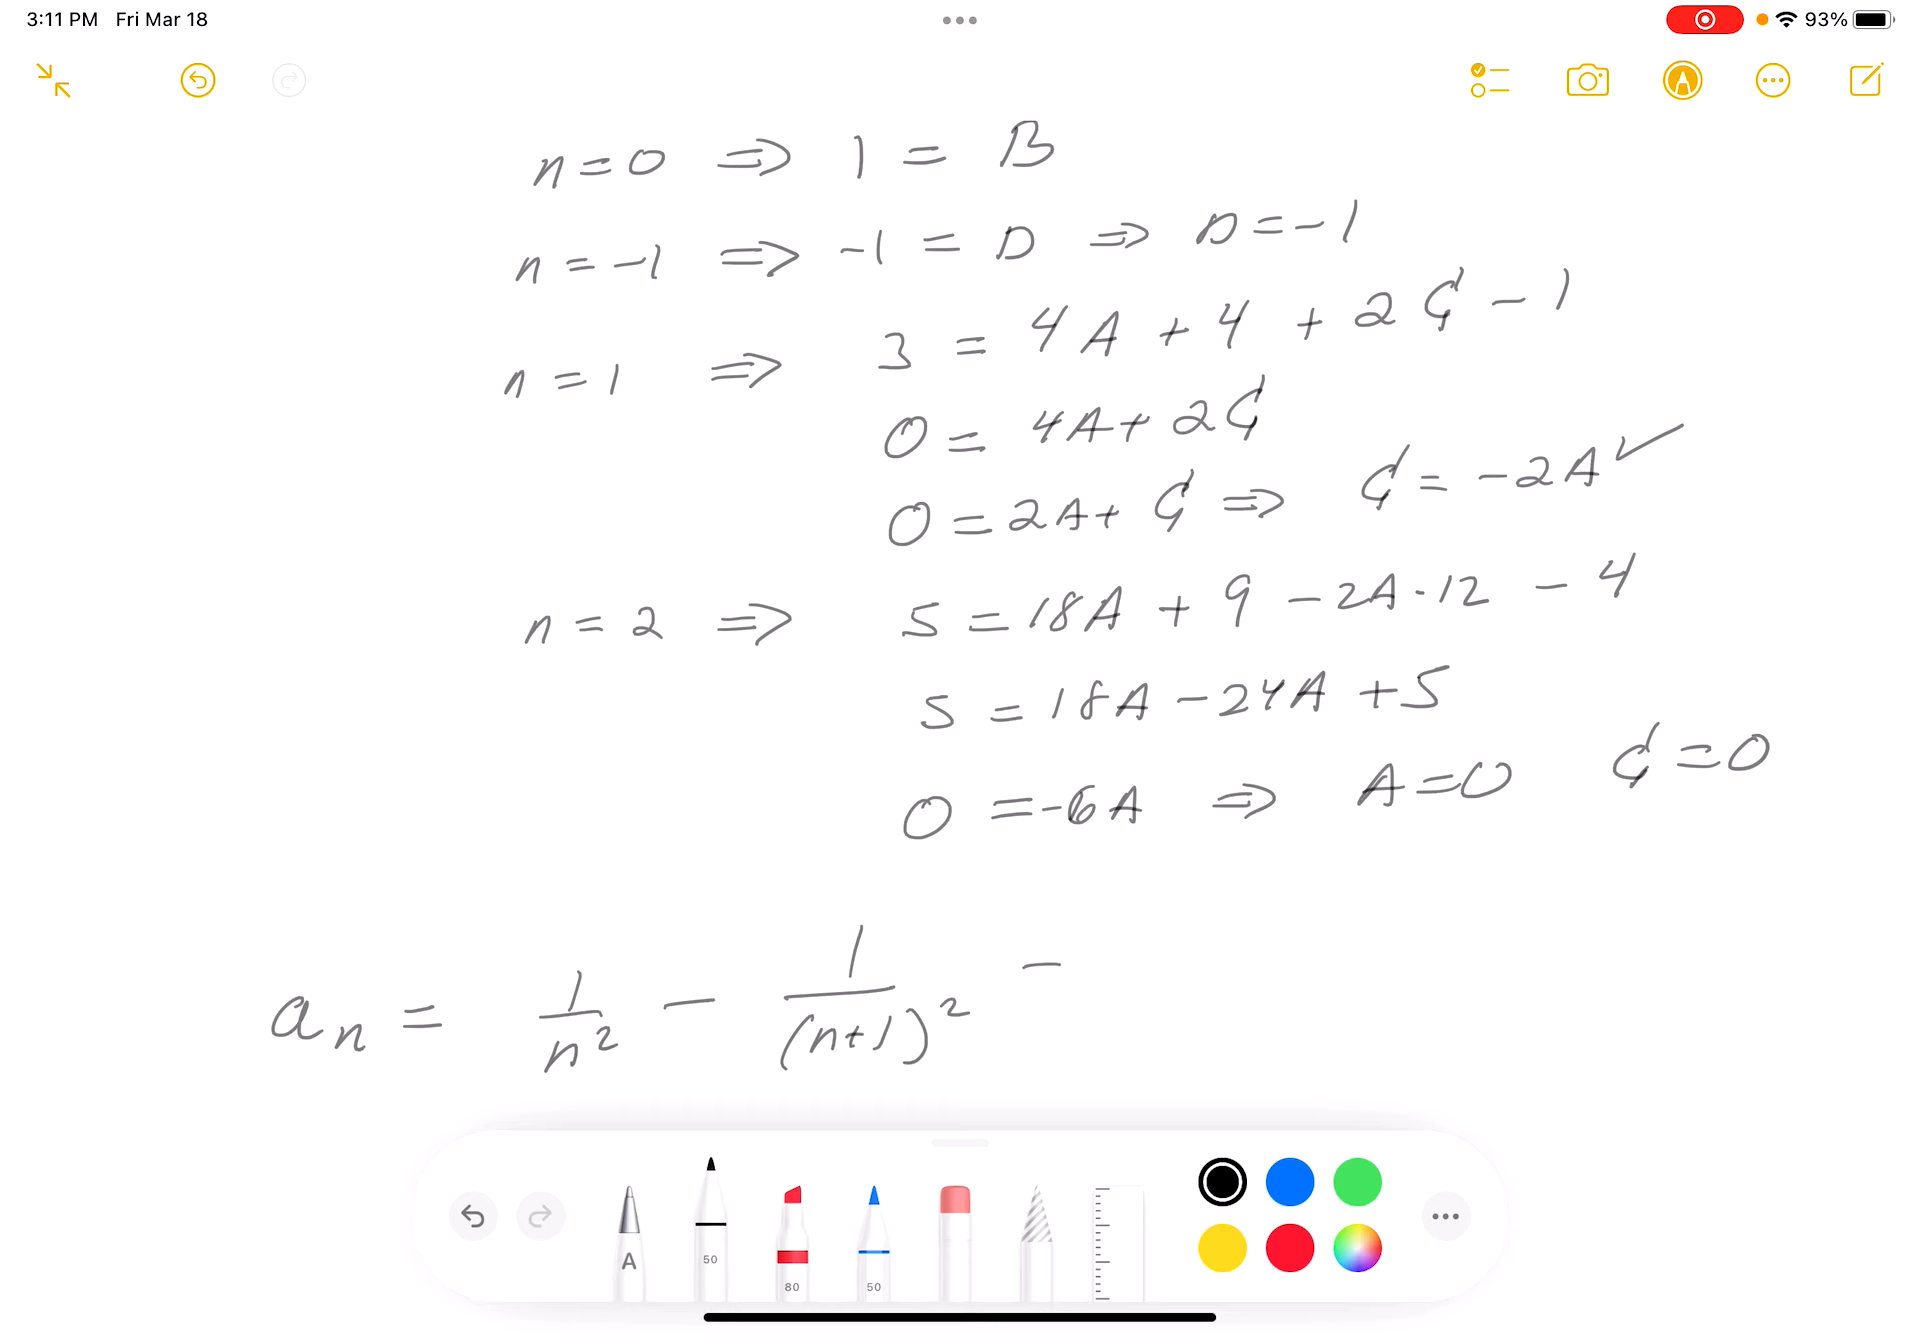 3:11 PM Fri Mar 18 93%
n = 0 ⇒ 1 = B
n = -1 ⇒ -1 = D ⇒ D = -1
n = 1 ⇒ 3 = 4A + 4 + 2C - 1
0 = 4A + 2C
0 = 2A + C ⇒ C = -2A ✓
n = 2 ⇒ 5 = 18A + 9 - 2A·12 - 4
5 = 18A - 24A + 5
0 = -6A ⇒ A = 0 C = 0
aₙ = 1/n² - 1/(n+1)² -
A 50 80 50